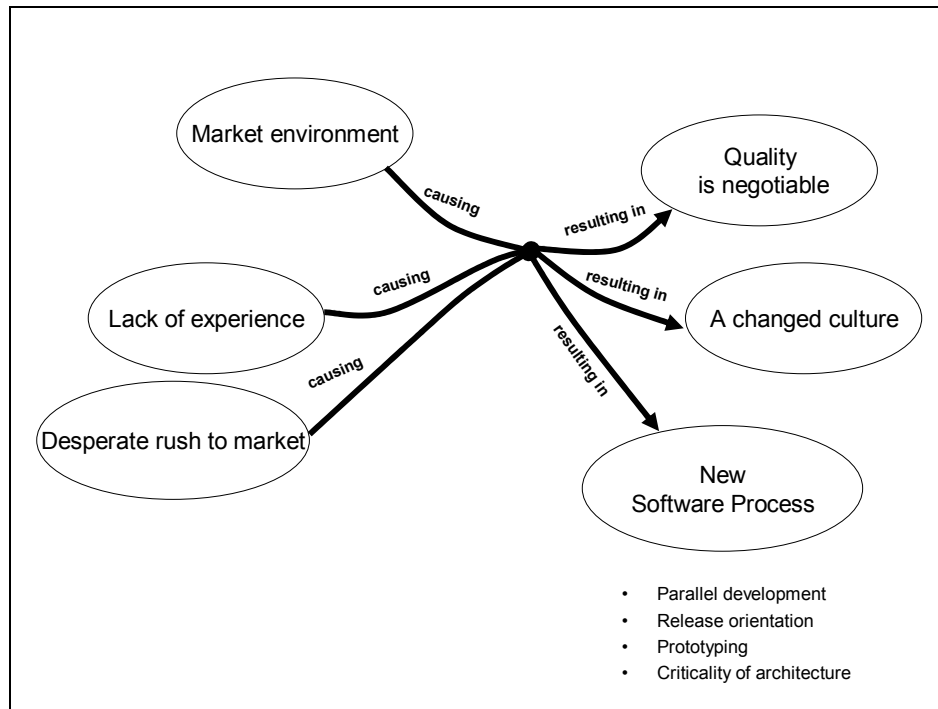 Market environment
causing
Lack of experience
causing
Desperate rush to market
causing
resulting in
Quality
is negotiable
resulting in
A changed culture
resulting in
New
Software Process
• Parallel development
• Release orientation
• Prototyping
• Criticality of architecture